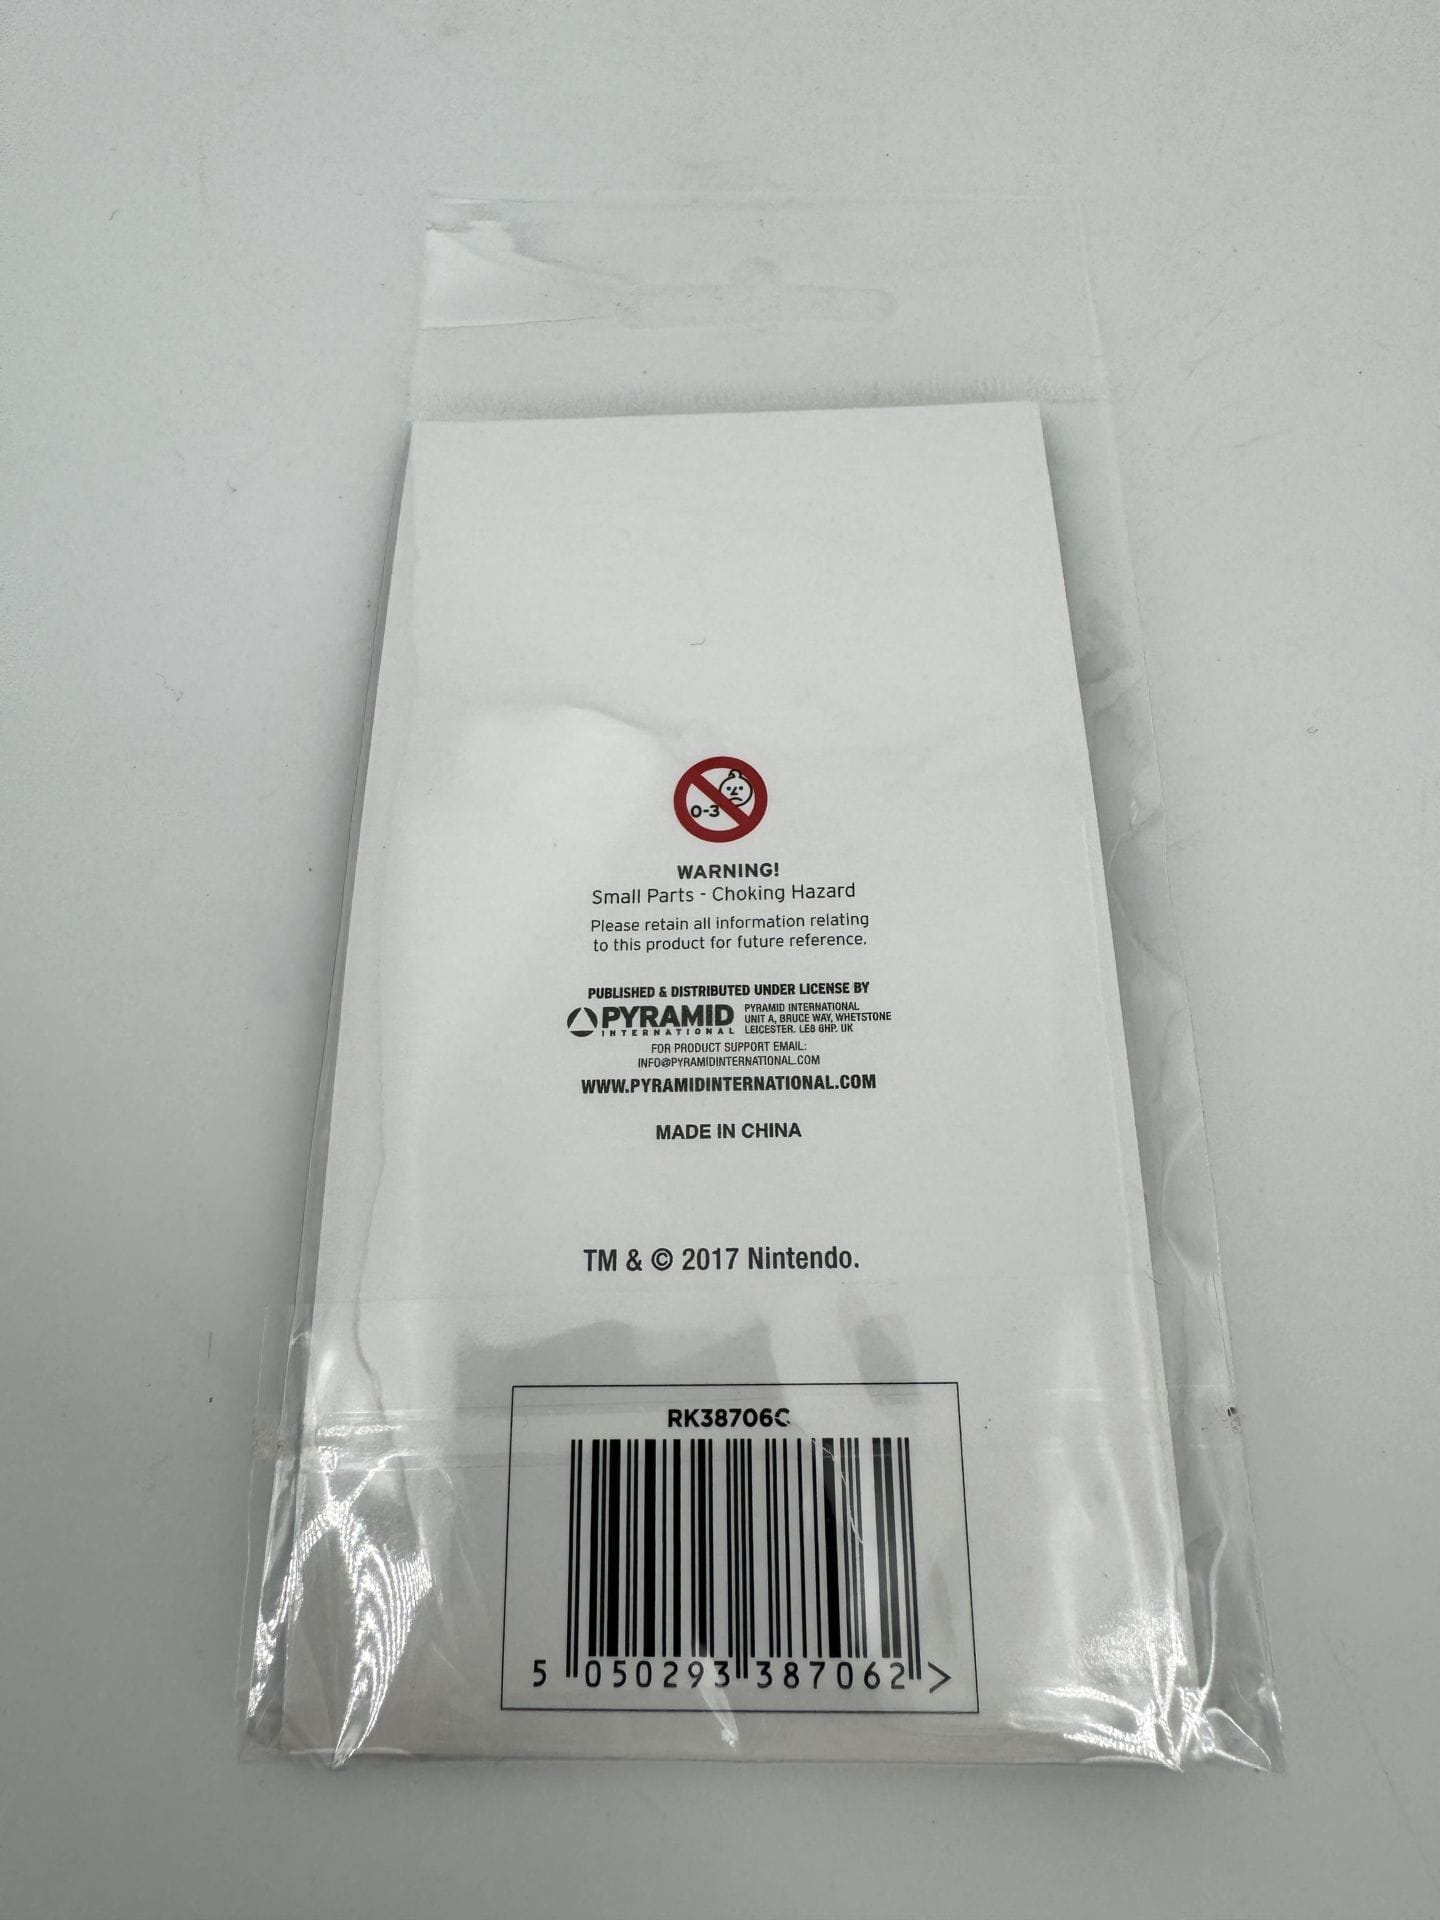 0-3
WARNING!
Small Parts - Choking Hazard
Please retain all information relating
to this product for future reference.
PUBLISHED & DISTRIBUTED UNDER LICENSE BY
PYRAMID
INTERNATIONAL
PYRAMID INTERNATIONAL
UNIT A, BRUCE WAY, WHETSTONE
LEICESTER. LE8 6HP. UK
FOR PRODUCT SUPPORT EMAIL:
INFO@PYRAMIDINTERNATIONAL.COM
WWW.PYRAMIDINTERNATIONAL.COM
MADE IN CHINA
TM & © 2017 Nintendo.
RK38706C
5 050293 387062 >